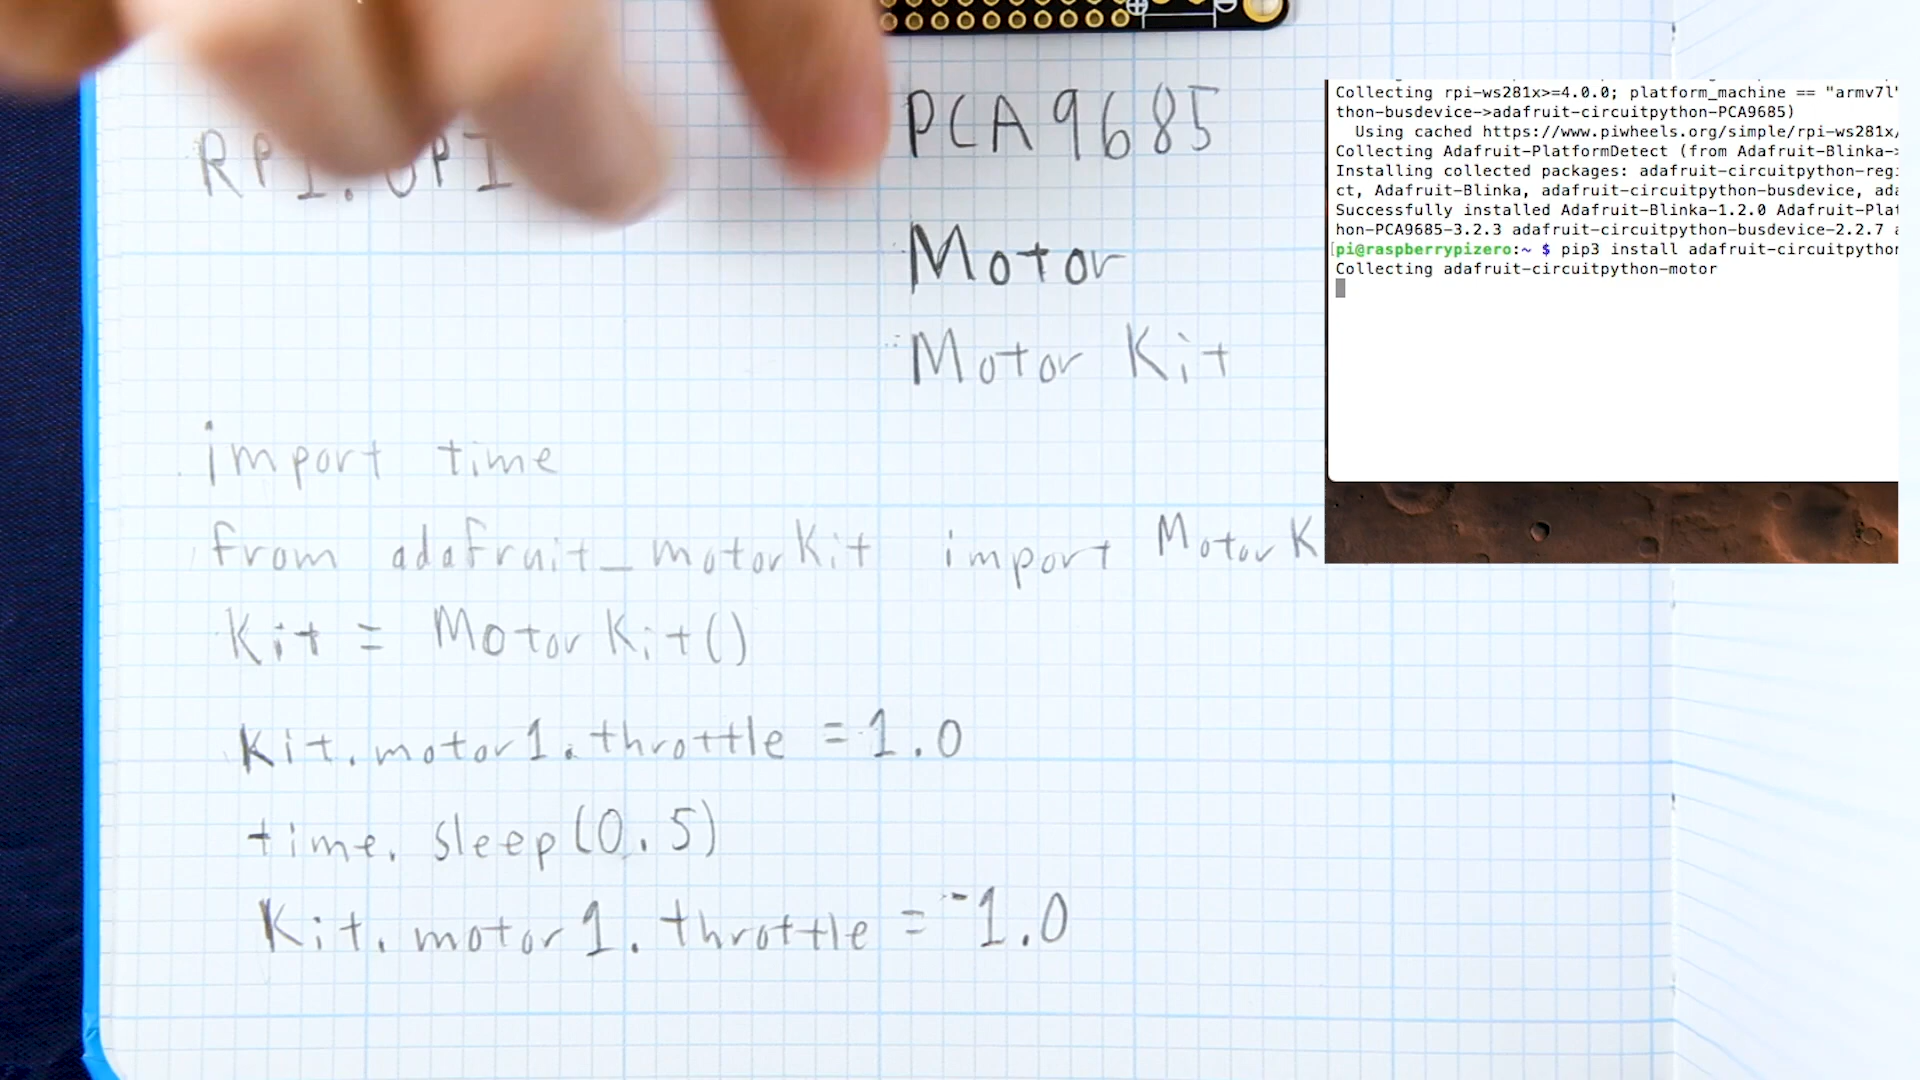 RPI.GPI
PCA9685
Motor
Motor Kit
import time
from adafruit_motorkit import MotorK
Kit = MotorKit()
Kit.motor1.throttle = 1.0
time.sleep(0.5)
Kit.motor1.throttle = -1.0
Collecting rpi-ws281x>=4.0.0; platform_machine == "armv7l"
thon-busdevice->adafruit-circuitpython-PCA9685)
Using cached https://www.piwheels.org/simple/rpi-ws281x/
Collecting Adafruit-PlatformDetect (from Adafruit-Blinka->
Installing collected packages: adafruit-circuitpython-reg
ct, Adafruit-Blinka, adafruit-circuitpython-busdevice, ada
Successfully installed Adafruit-Blinka-1.2.0 Adafruit-Plat
hon-PCA9685-3.2.3 adafruit-circuitpython-busdevice-2.2.7 a
pi@raspberrypizero:~ $ pip3 install adafruit-circuitpython
Collecting adafruit-circuitpython-motor